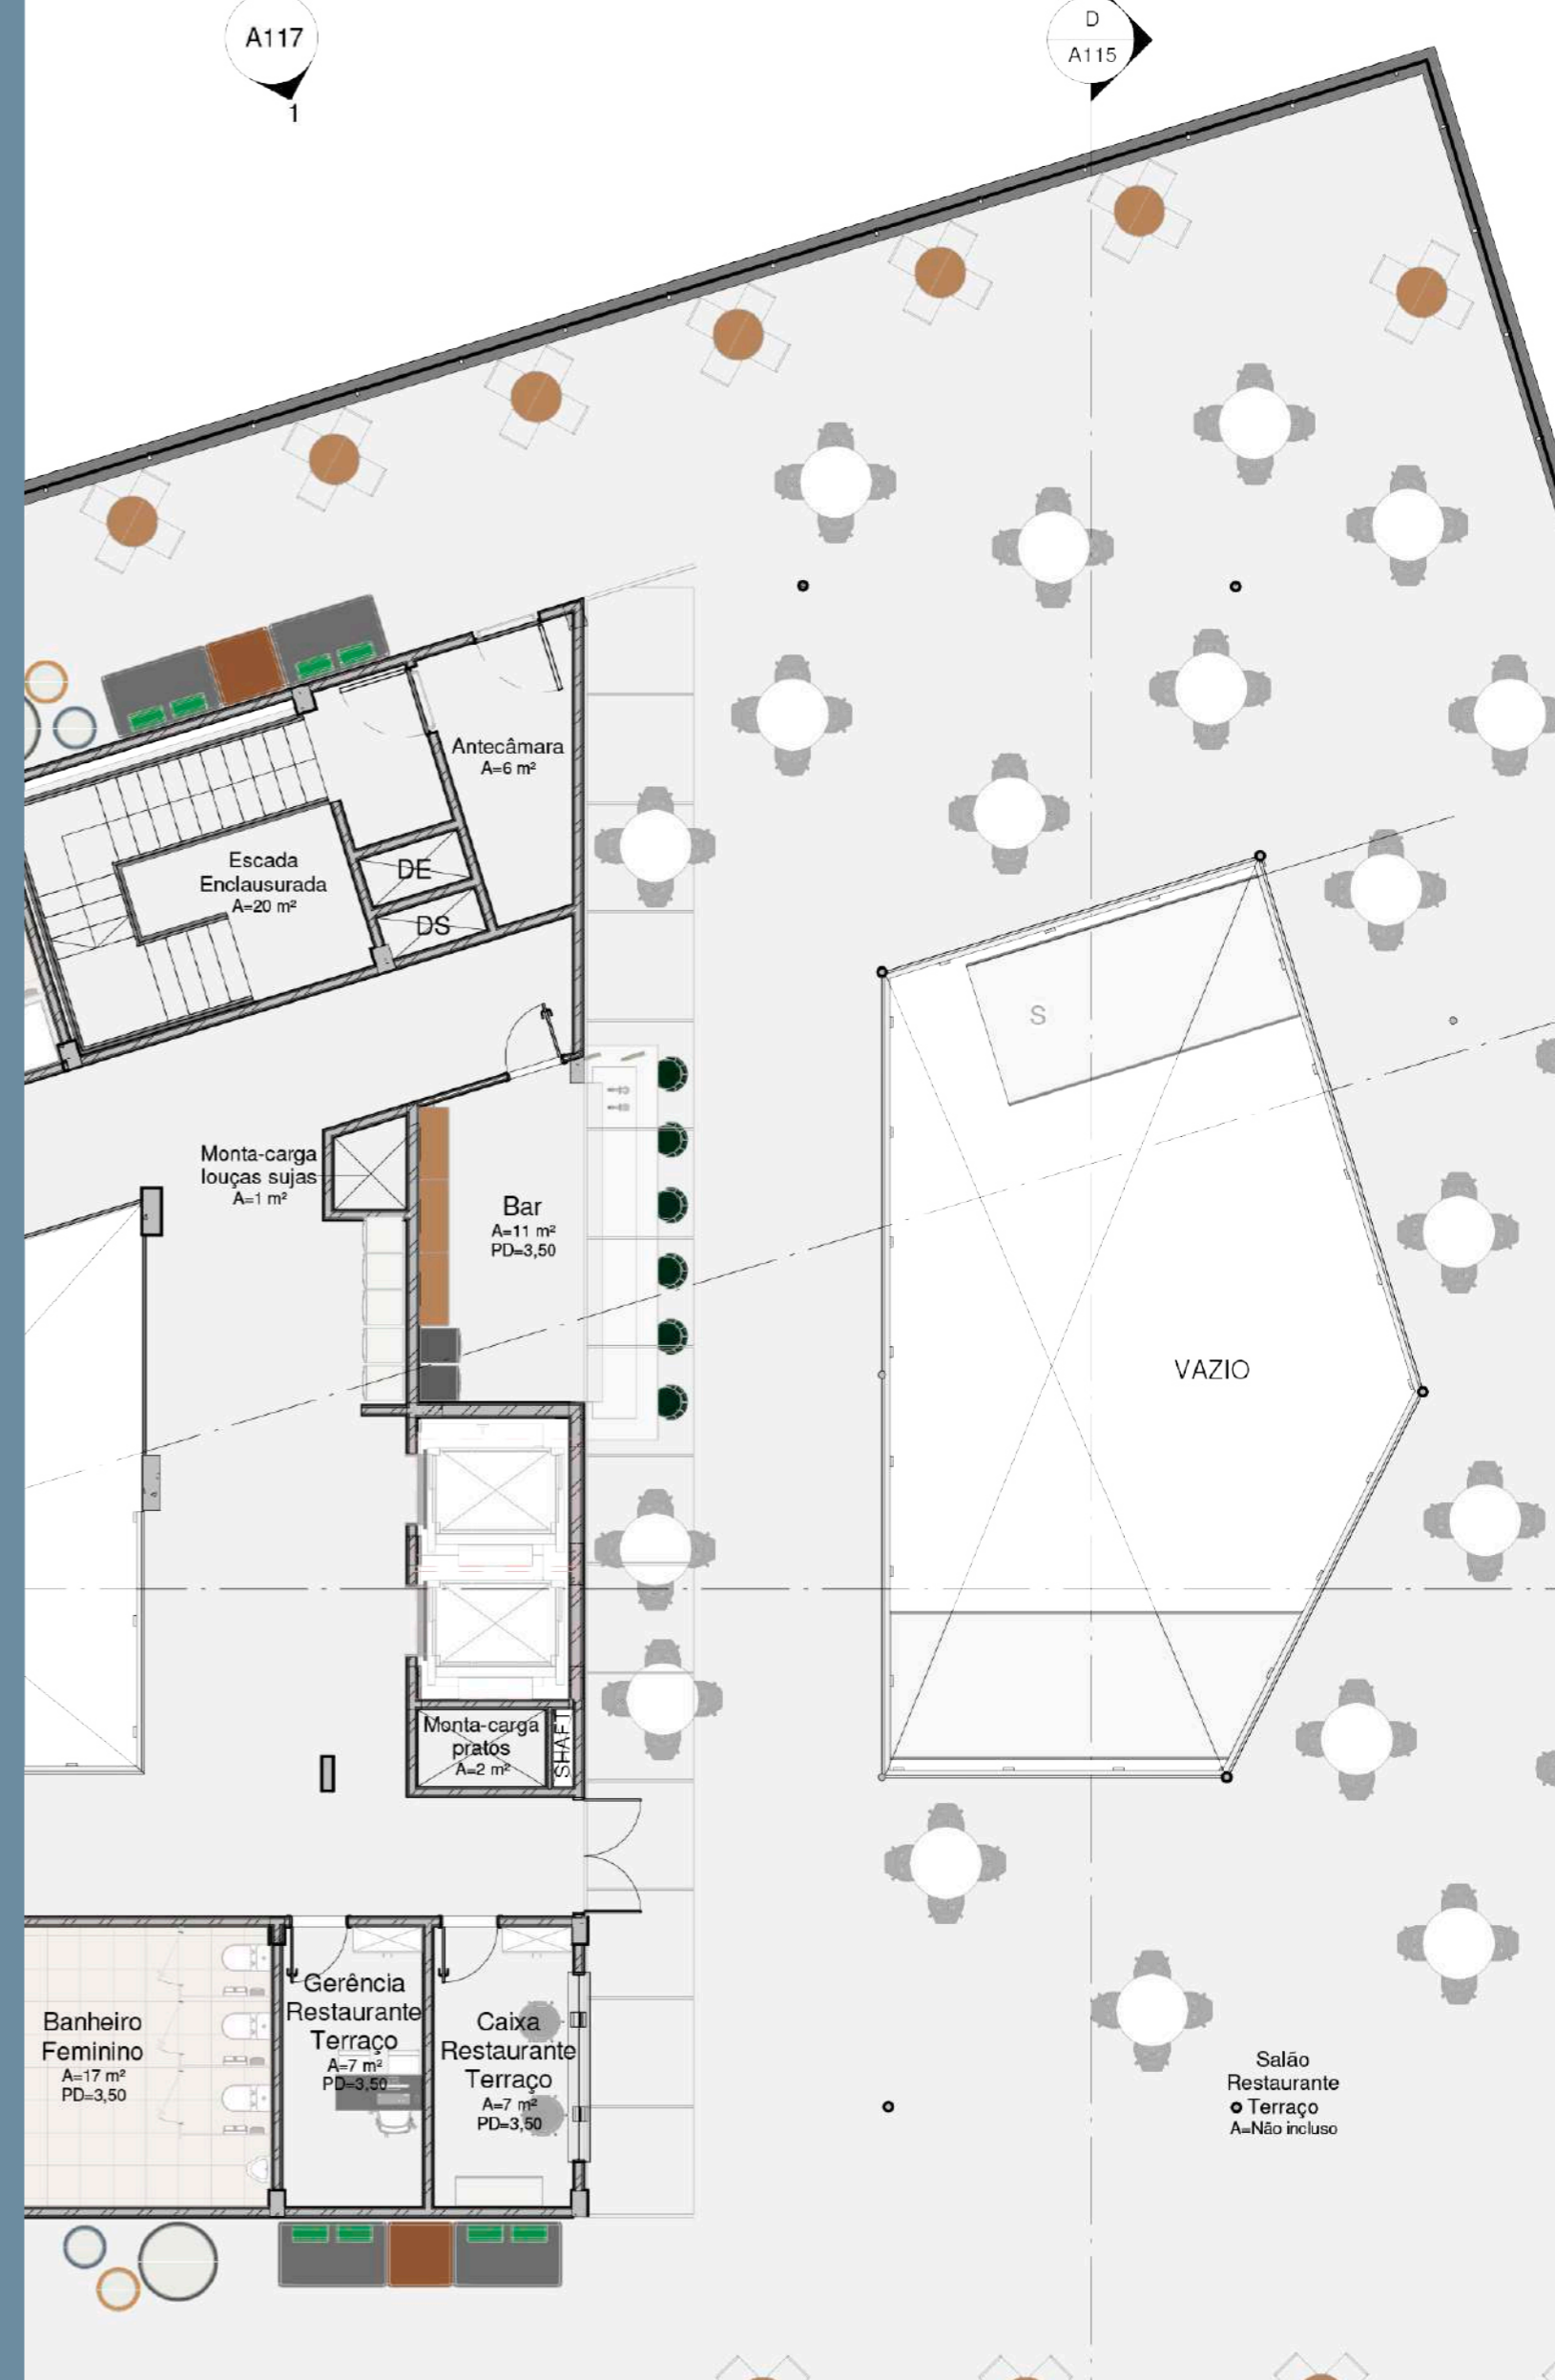 A117
1
D
A115
Antecâmara
A=6 m²
Escada
Enclausurada
A=20 m²
DE
DS
S
Monta-carga
louças sujas
A=1 m²
Bar
A=11 m²
PD=3,50
VAZIO
Monta-carga
pratos
A=2 m²
SHAFT
Banheiro
Feminino
A=17 m²
PD=3,50
Gerência
Restaurante
Terraço
A=7 m²
PD=3,50
Caixa
Restaurante
Terraço
A=7 m²
PD=3,50
Salão
Restaurante
Terraço
A=Não incluso